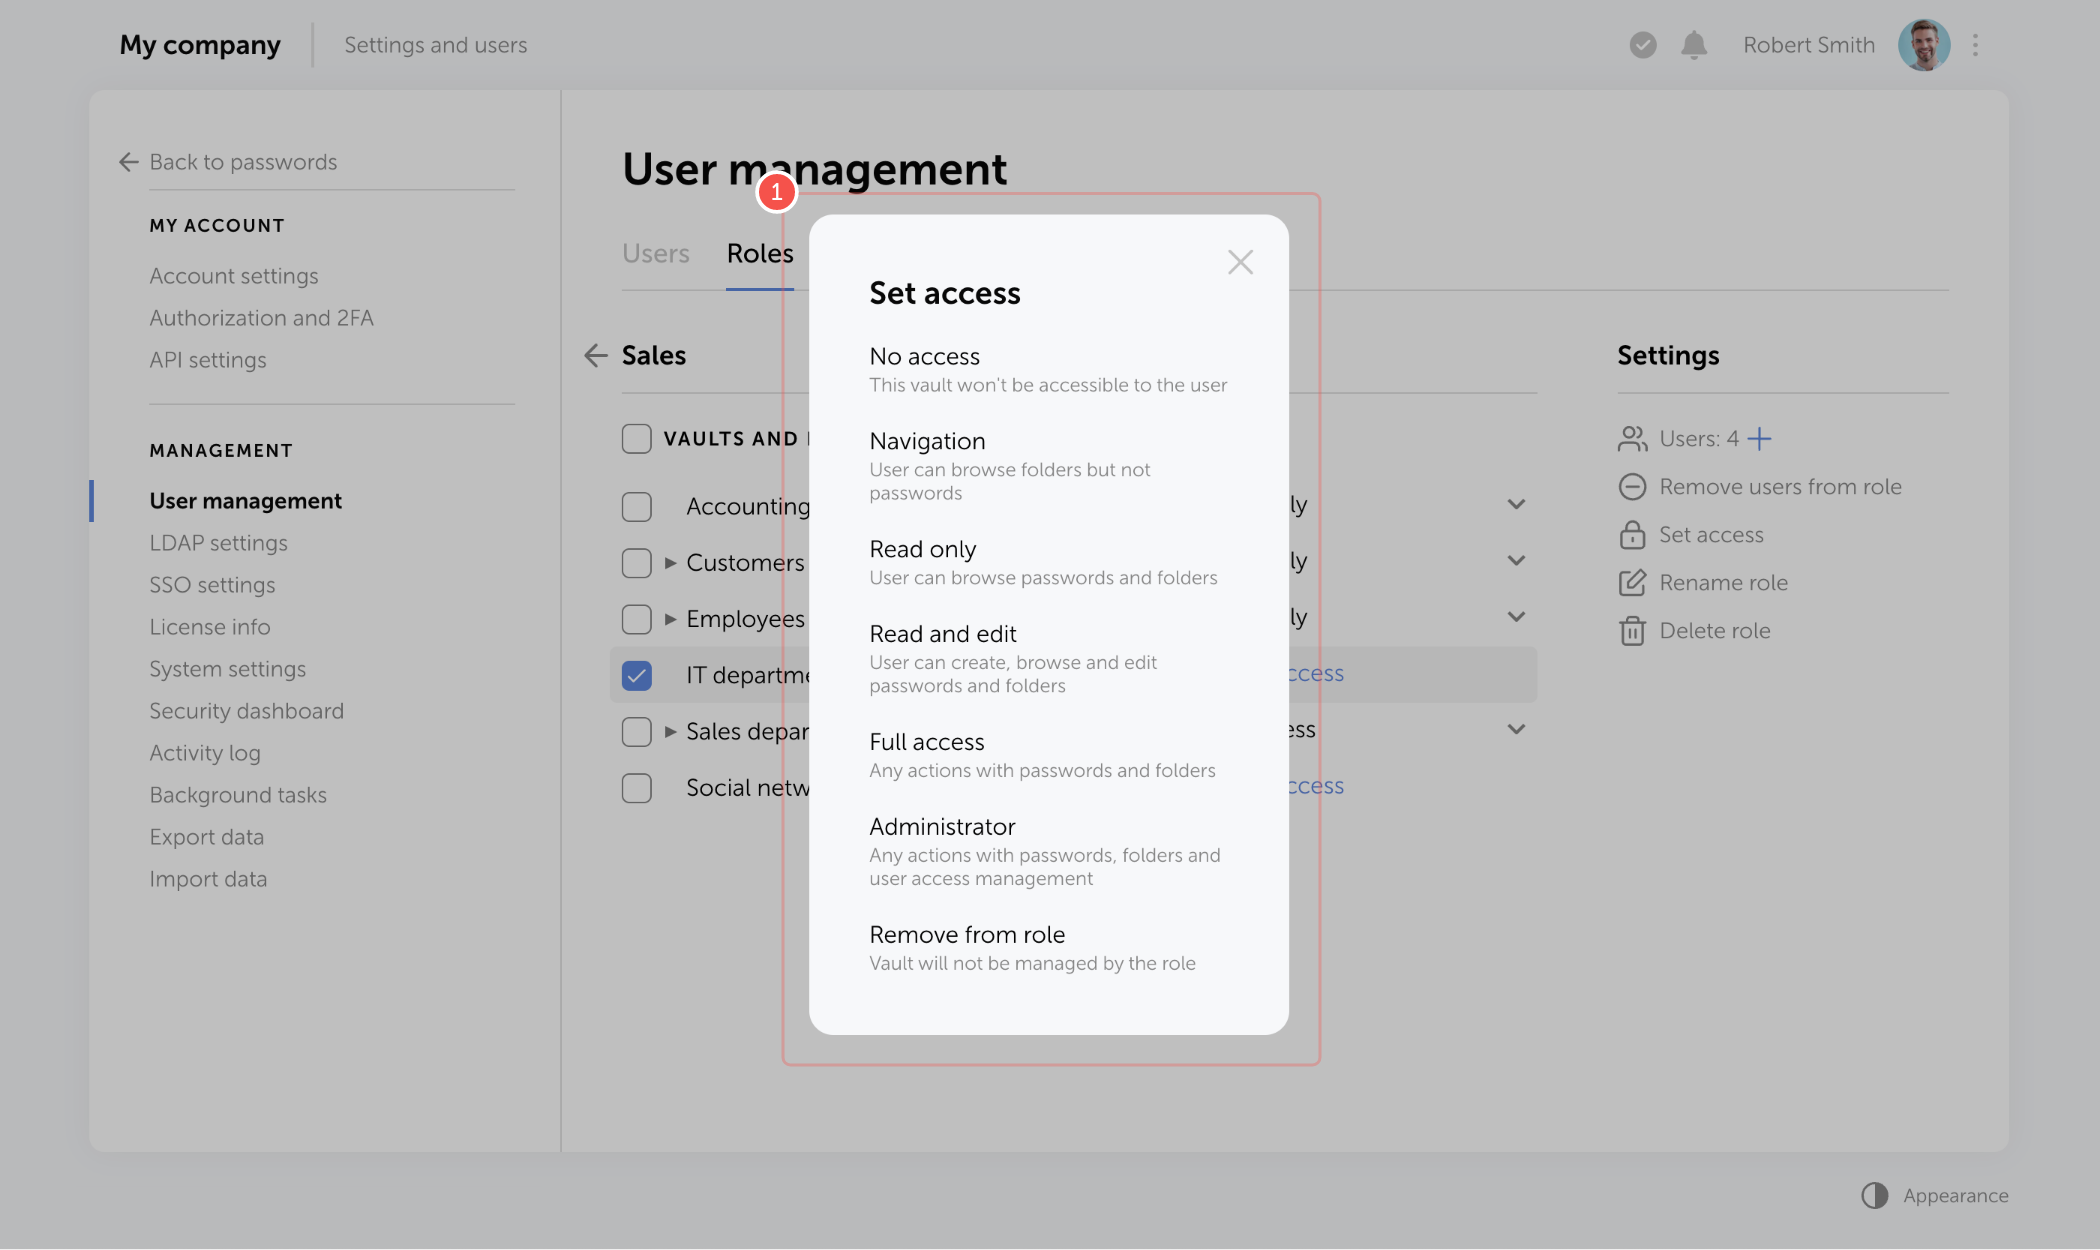 My company
Settings and users
Robert Smith
Back to passwords
MY ACCOUNT
Account settings
Authorization and 2FA
API settings
MANAGEMENT
User management
LDAP settings
SSO settings
License info
System settings
Security dashboard
Activity log
Background tasks
Export data
Import data
User management
1
Users
Roles
Sales
VAULTS AND
Accounting
Customers
Employees
IT departme
Sales depar
Social netw
ly
ly
ly
ccess
ess
ccess
Set access
No access
This vault won't be accessible to the user
Navigation
User can browse folders but not
passwords
Read only
User can browse passwords and folders
Read and edit
User can create, browse and edit
passwords and folders
Full access
Any actions with passwords and folders
Administrator
Any actions with passwords, folders and
user access management
Remove from role
Vault will not be managed by the role
Settings
Users: 4
Remove users from role
Set access
Rename role
Delete role
Appearance